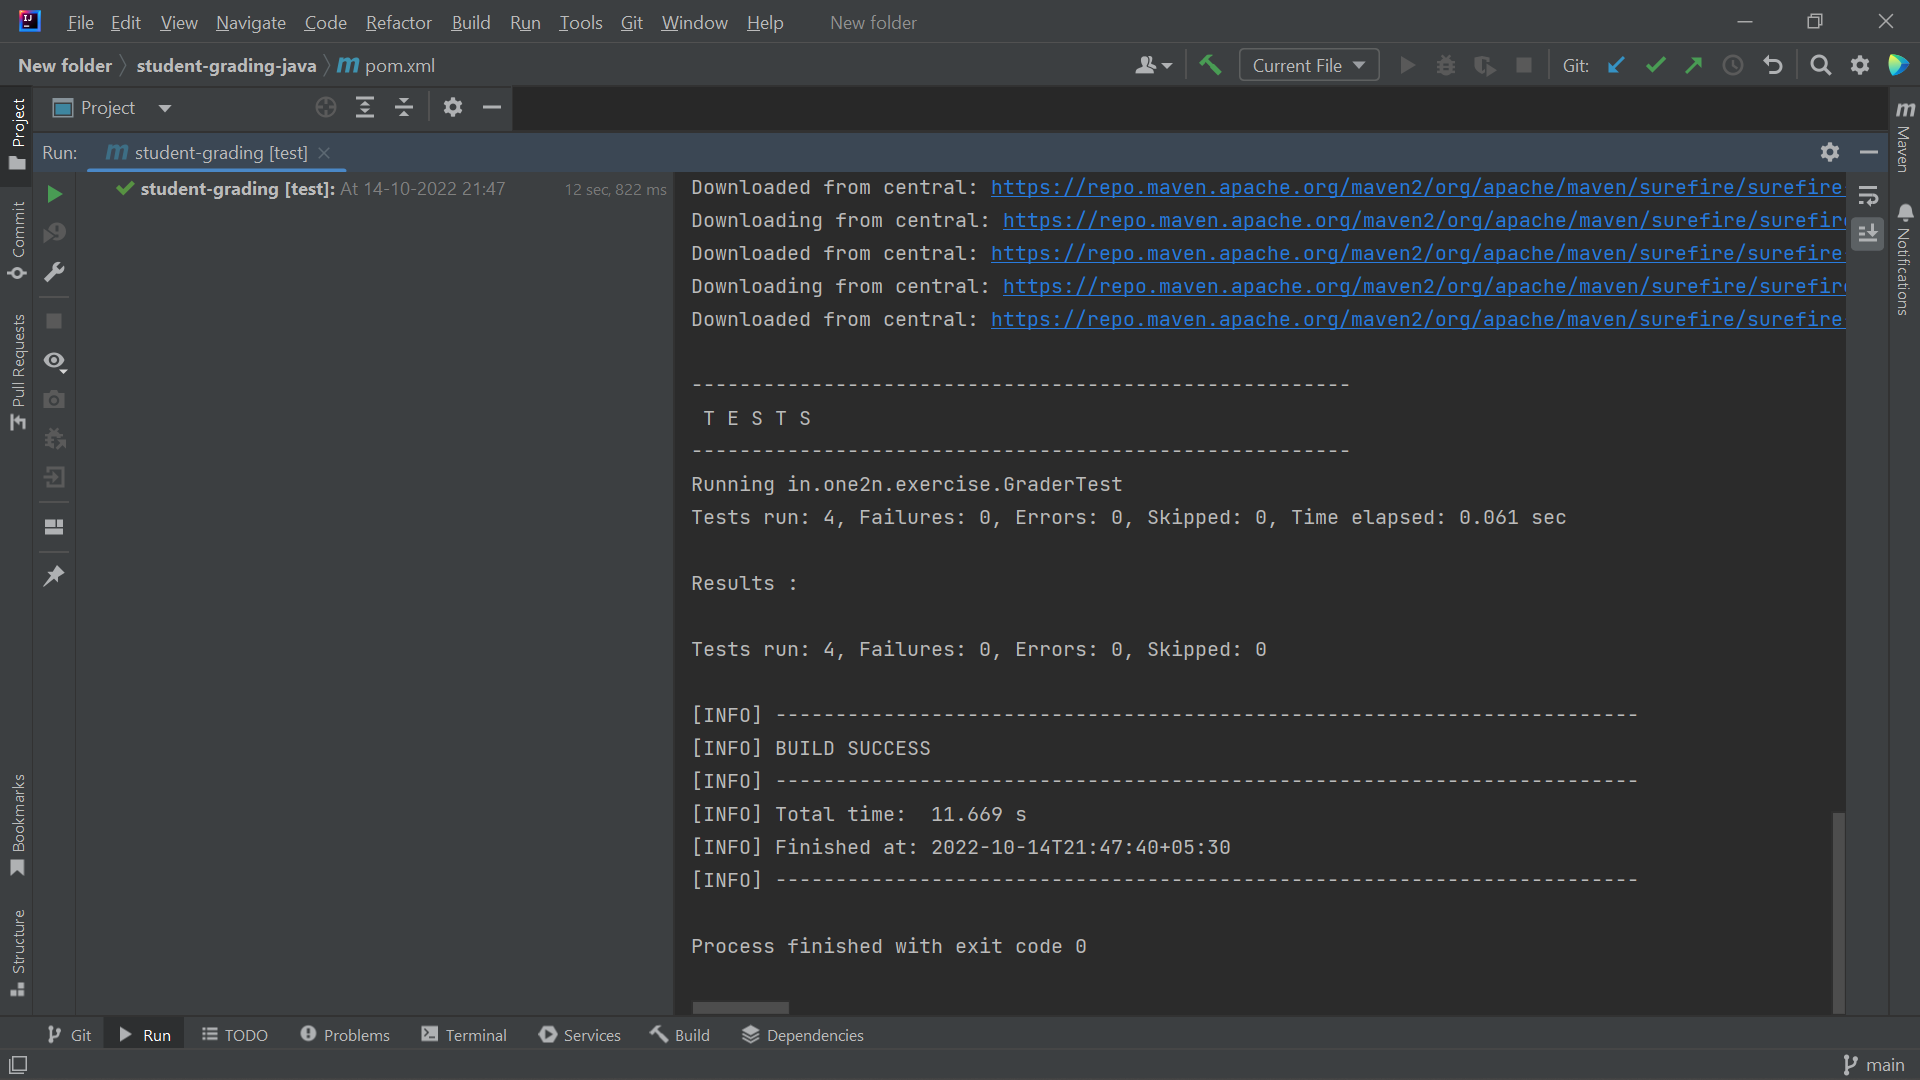 File Edit View Navigate Code Refactor Build Run Tools Git Window Help New folder
New folder student-grading-java m pom.xml Current File Git:
Project
Run: m student-grading [test]
student-grading [test]: At 14-10-2022 21:47 12 sec, 822 ms
Downloaded from central: https://repo.maven.apache.org/maven2/org/apache/maven/surefire/surefire-
Downloading from central: https://repo.maven.apache.org/maven2/org/apache/maven/surefire/surefire
Downloaded from central: https://repo.maven.apache.org/maven2/org/apache/maven/surefire/surefire-
Downloading from central: https://repo.maven.apache.org/maven2/org/apache/maven/surefire/surefire
Downloaded from central: https://repo.maven.apache.org/maven2/org/apache/maven/surefire/surefire-
-------------------------------------------------------
T E S T S
-------------------------------------------------------
Running in.one2n.exercise.GraderTest
Tests run: 4, Failures: 0, Errors: 0, Skipped: 0, Time elapsed: 0.061 sec
Results :
Tests run: 4, Failures: 0, Errors: 0, Skipped: 0
[INFO] ------------------------------------------------------------------------
[INFO] BUILD SUCCESS
[INFO] ------------------------------------------------------------------------
[INFO] Total time:  11.669 s
[INFO] Finished at: 2022-10-14T21:47:40+05:30
[INFO] ------------------------------------------------------------------------
Process finished with exit code 0
Project
Commit
Pull Requests
Bookmarks
Structure
m Maven
Notifications
Git Run TODO Problems Terminal Services Build Dependencies
main